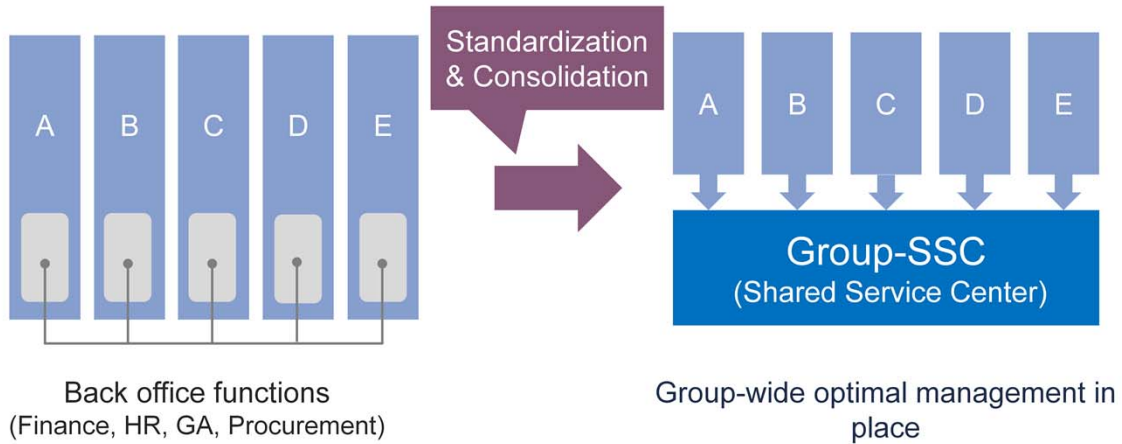 A B C D E
Standardization
& Consolidation
A B C D E
Group-SSC
(Shared Service Center)
Back office functions
(Finance, HR, GA, Procurement)
Group-wide optimal management in
place